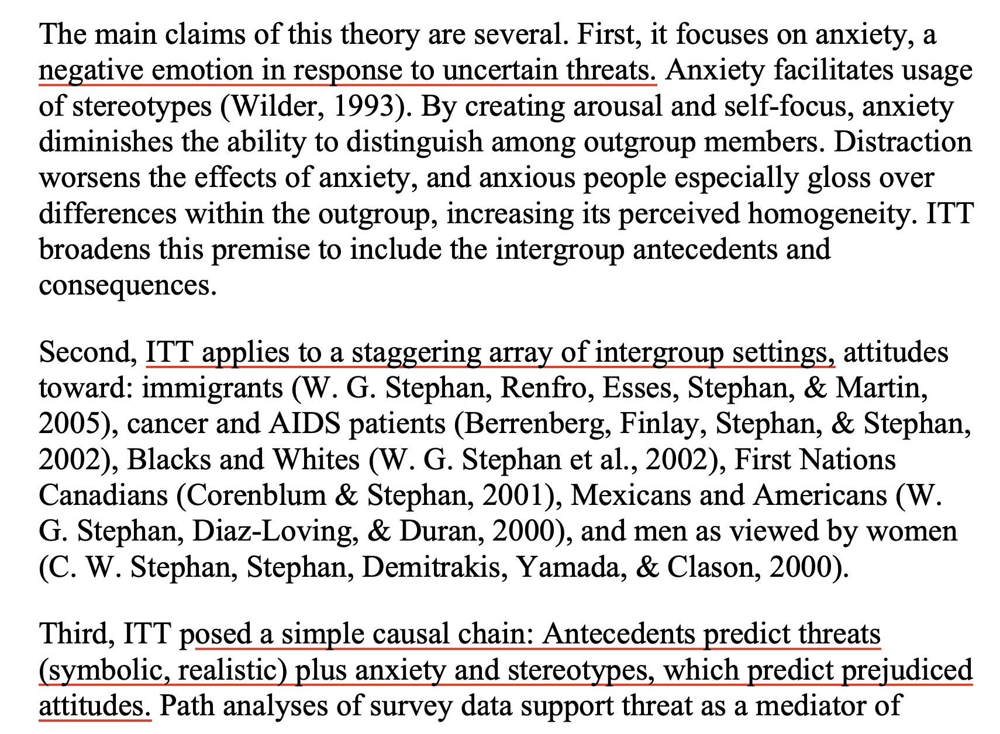 The main claims of this theory are several. First, it focuses on anxiety, a
negative emotion in response to uncertain threats. Anxiety facilitates usage
of stereotypes (Wilder, 1993). By creating arousal and self-focus, anxiety
diminishes the ability to distinguish among outgroup members. Distraction
worsens the effects of anxiety, and anxious people especially gloss over
differences within the outgroup, increasing its perceived homogeneity. ITT
broadens this premise to include the intergroup antecedents and
consequences.
Second, ITT applies to a staggering array of intergroup settings, attitudes
toward: immigrants (W. G. Stephan, Renfro, Esses, Stephan, & Martin,
2005), cancer and AIDS patients (Berrenberg, Finlay, Stephan, & Stephan,
2002), Blacks and Whites (W. G. Stephan et al., 2002), First Nations
Canadians (Corenblum & Stephan, 2001), Mexicans and Americans (W.
G. Stephan, Diaz-Loving, & Duran, 2000), and men as viewed by women
(C. W. Stephan, Stephan, Demitrakis, Yamada, & Clason, 2000).
Third, ITT posed a simple causal chain: Antecedents predict threats
(symbolic, realistic) plus anxiety and stereotypes, which predict prejudiced
attitudes. Path analyses of survey data support threat as a mediator of